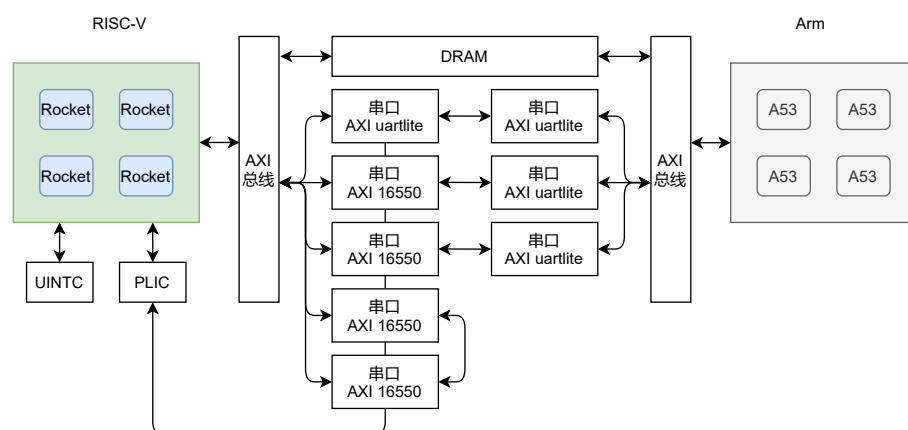 RISC-V
Arm
DRAM
Rocket
Rocket
Rocket
Rocket
AXI
总线
串口
AXI uartlite
串口
AXI uartlite
串口
AXI 16550
串口
AXI uartlite
串口
AXI 16550
串口
AXI uartlite
串口
AXI 16550
串口
AXI 16550
AXI
总线
A53
A53
A53
A53
UINTC
PLIC